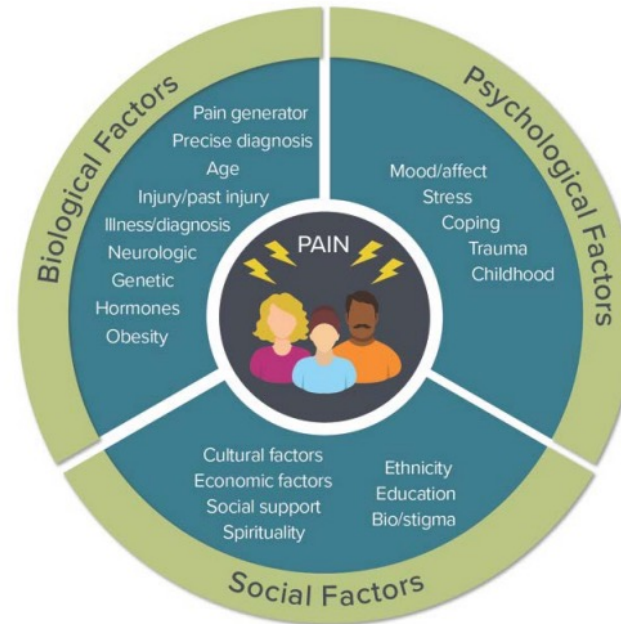 Biological Factors
Pain generator
Precise diagnosis
Age
Injury/past injury
Illness/diagnosis
Neurologic
Genetic
Hormones
Obesity
Psychological Factors
Mood/affect
Stress
Coping
Trauma
Childhood
PAIN
Cultural factors
Economic factors
Social support
Spirituality
Ethnicity
Education
Bio/stigma
Social Factors